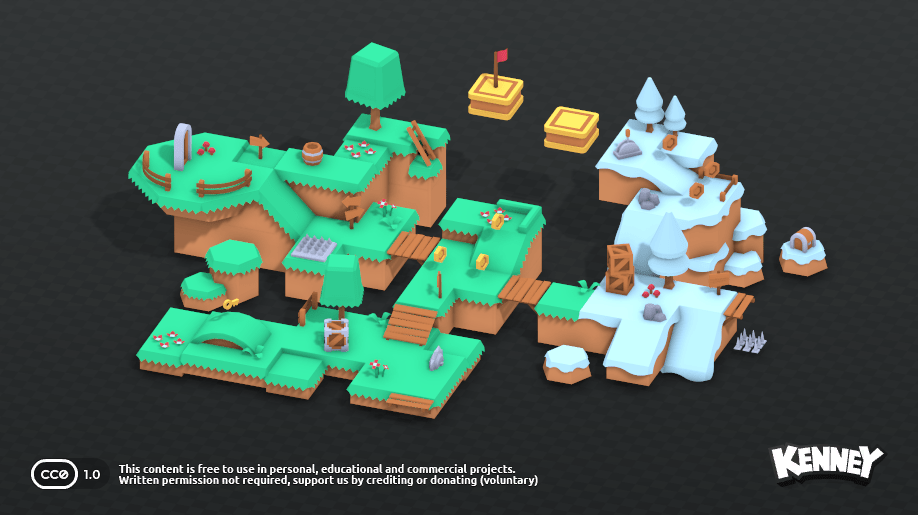 CC0 1.0
This content is free to use in personal, educational and commercial projects.
Written permission not required, support us by crediting or donating (voluntary)
KENNEY